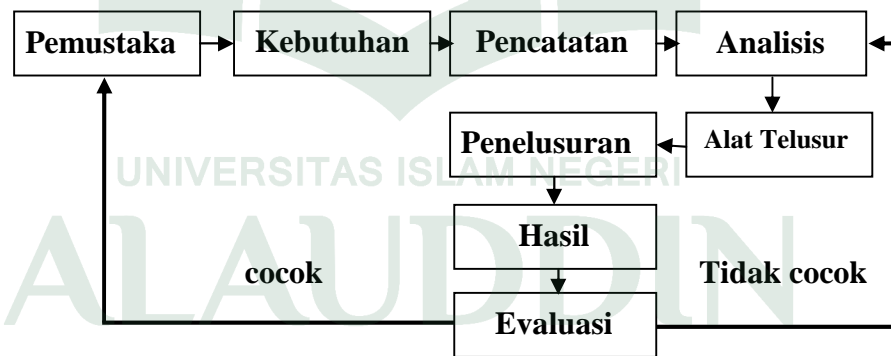 Pemustaka
Kebutuhan
Pencatatan
Analisis
Alat Telusur
Penelusuran
UNIVERSITAS ISLAM NEGERI
Hasil
ALAUDDIN
cocok
Tidak cocok
Evaluasi